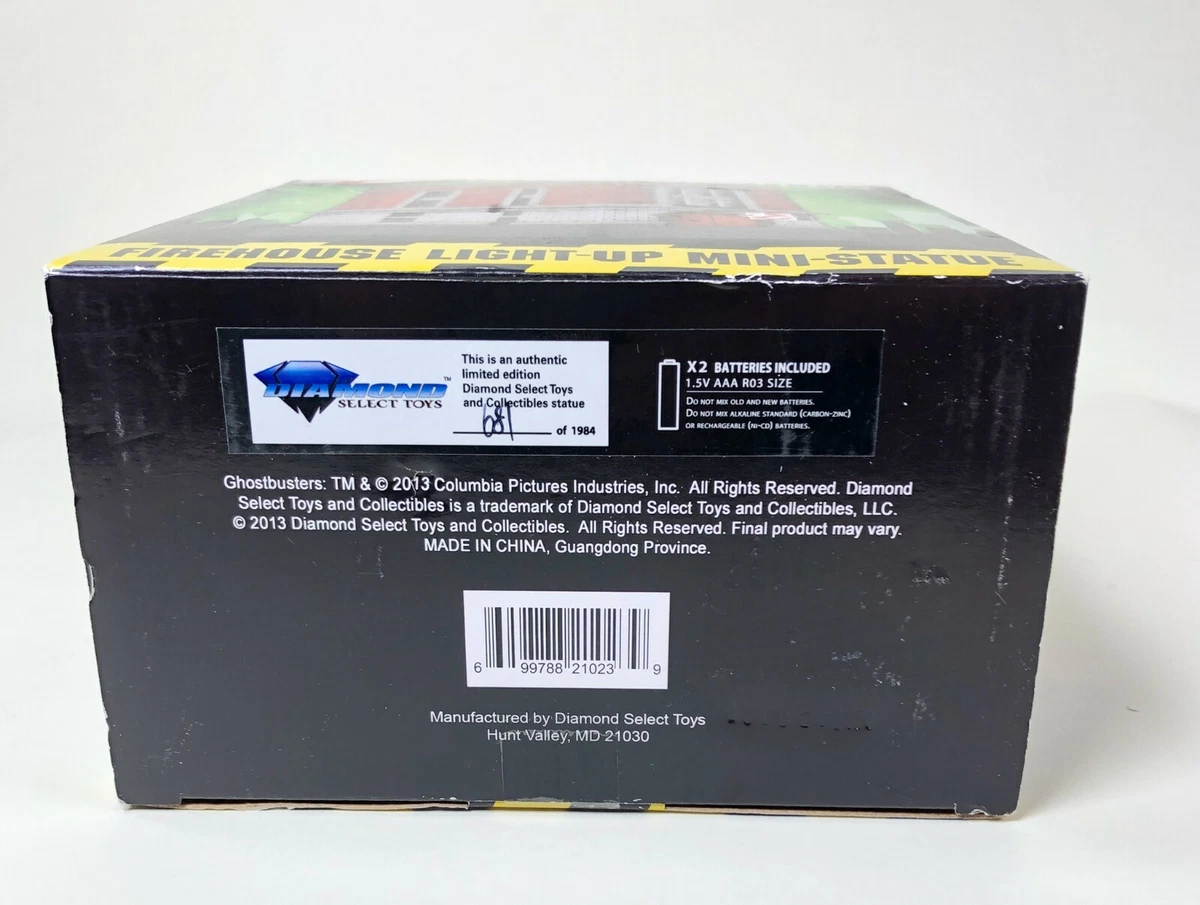 FIREHOUSE LIGHT-UP MINI-STATUE
DIAMOND™
SELECT TOYS
This is an authentic
limited edition
Diamond Select Toys
and Collectibles statue
681 of 1984
X2 BATTERIES INCLUDED
1.5V AAA R03 SIZE
DO NOT MIX OLD AND NEW BATTERIES.
DO NOT MIX ALKALINE STANDARD (CARBON-ZINC)
OR RECHARGEABLE (NI-CD) BATTERIES.
Ghostbusters: TM & © 2013 Columbia Pictures Industries, Inc. All Rights Reserved. Diamond
Select Toys and Collectibles is a trademark of Diamond Select Toys and Collectibles, LLC.
© 2013 Diamond Select Toys and Collectibles. All Rights Reserved. Final product may vary.
MADE IN CHINA, Guangdong Province.
6 99788 21023 9
Manufactured by Diamond Select Toys
Hunt Valley, MD 21030